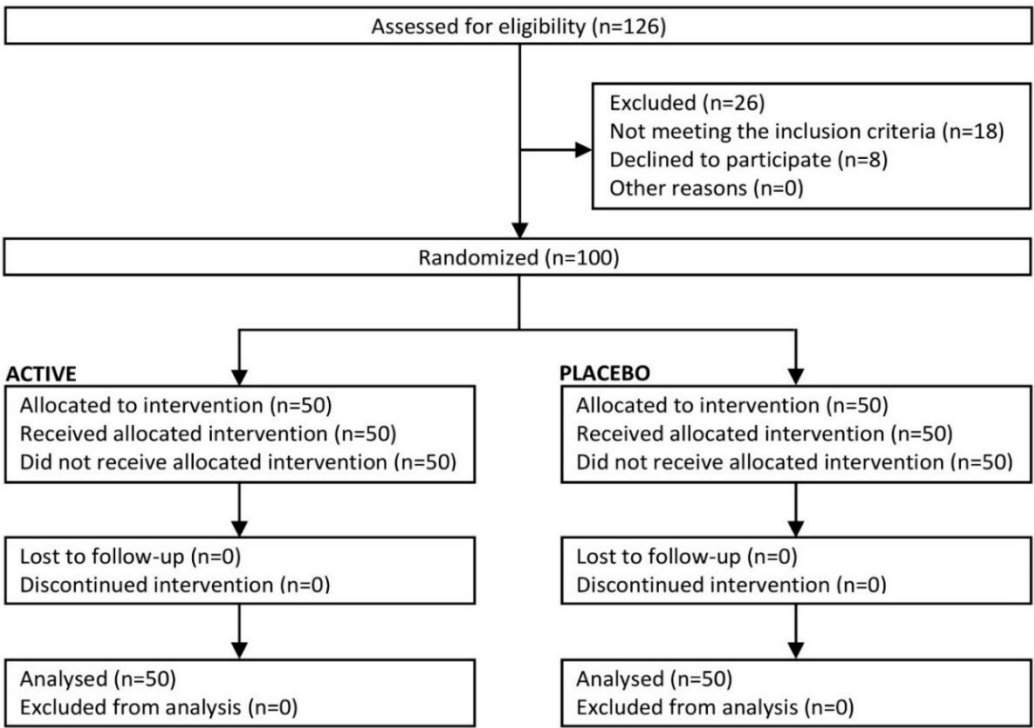 Assessed for eligibility (n=126)
Excluded (n=26)
Not meeting the inclusion criteria (n=18)
Declined to participate (n=8)
Other reasons (n=0)
Randomized (n=100)
ACTIVE
Allocated to intervention (n=50)
Received allocated intervention (n=50)
Did not receive allocated intervention (n=50)
Lost to follow-up (n=0)
Discontinued intervention (n=0)
Analysed (n=50)
Excluded from analysis (n=0)
PLACEBO
Allocated to intervention (n=50)
Received allocated intervention (n=50)
Did not receive allocated intervention (n=50)
Lost to follow-up (n=0)
Discontinued intervention (n=0)
Analysed (n=50)
Excluded from analysis (n=0)